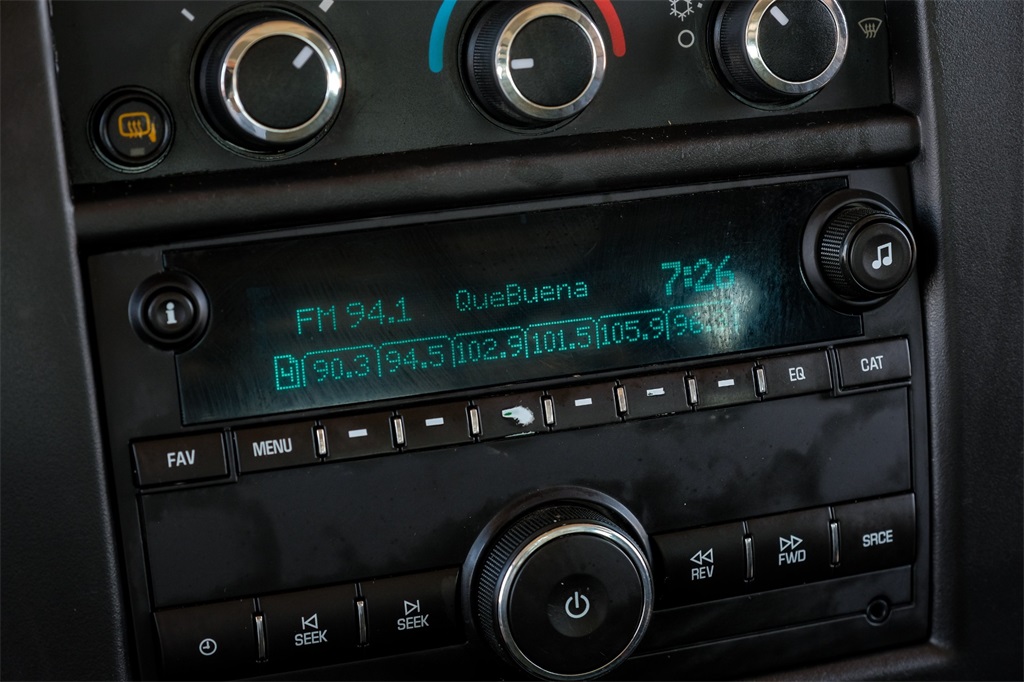 FM 94.1 QueBuena 7:26
4 90.3 94.5 102.9 101.5 105.9
FAV MENU EQ CAT
SEEK SEEK REV FWD SRCE